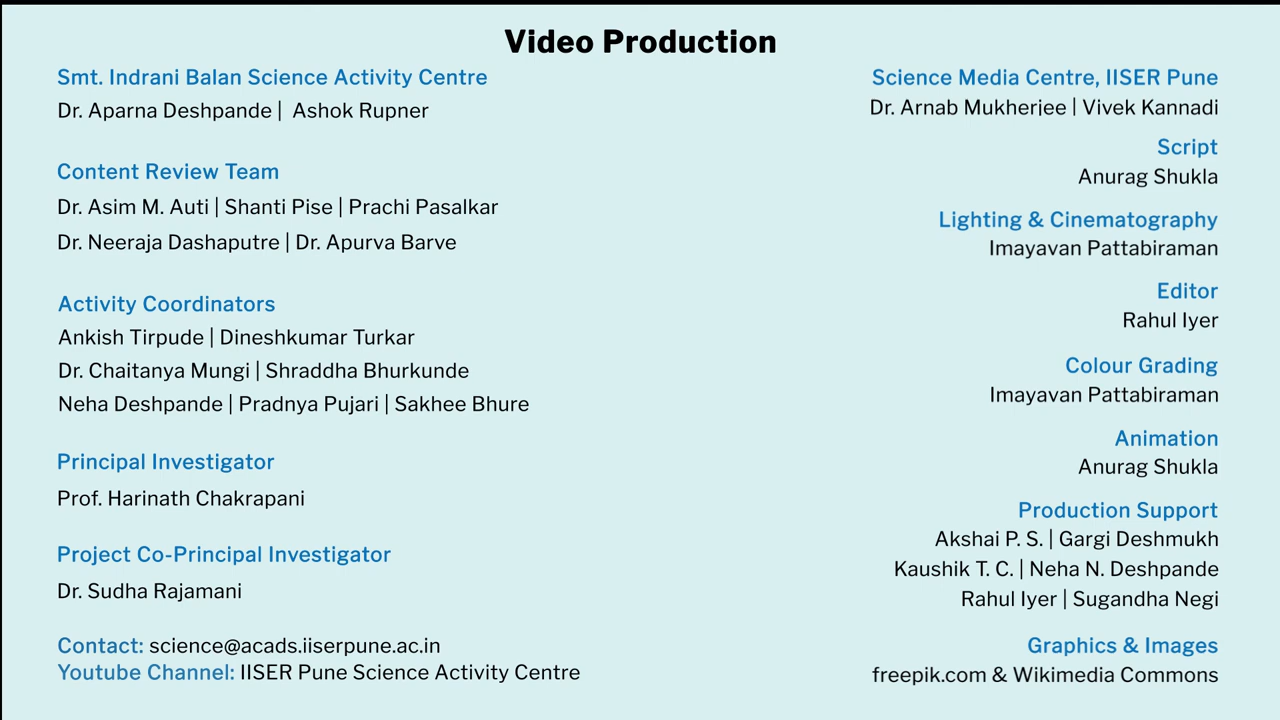 Video Production
Smt. Indrani Balan Science Activity Centre
Dr. Aparna Deshpande | Ashok Rupner
Content Review Team
Dr. Asim M. Auti | Shanti Pise | Prachi Pasalkar
Dr. Neeraja Dashaputre | Dr. Apurva Barve
Activity Coordinators
Ankish Tirpude | Dineshkumar Turkar
Dr. Chaitanya Mungi | Shraddha Bhurkunde
Neha Deshpande | Pradnya Pujari | Sakhee Bhure
Principal Investigator
Prof. Harinath Chakrapani
Project Co-Principal Investigator
Dr. Sudha Rajamani
Contact: science@acads.iiserpune.ac.in
Youtube Channel: IISER Pune Science Activity Centre
Science Media Centre, IISER Pune
Dr. Arnab Mukherjee | Vivek Kannadi
Script
Anurag Shukla
Lighting & Cinematography
Imayavan Pattabiraman
Editor
Rahul Iyer
Colour Grading
Imayavan Pattabiraman
Animation
Anurag Shukla
Production Support
Akshai P. S. | Gargi Deshmukh
Kaushik T. C. | Neha N. Deshpande
Rahul Iyer | Sugandha Negi
Graphics & Images
freepik.com & Wikimedia Commons